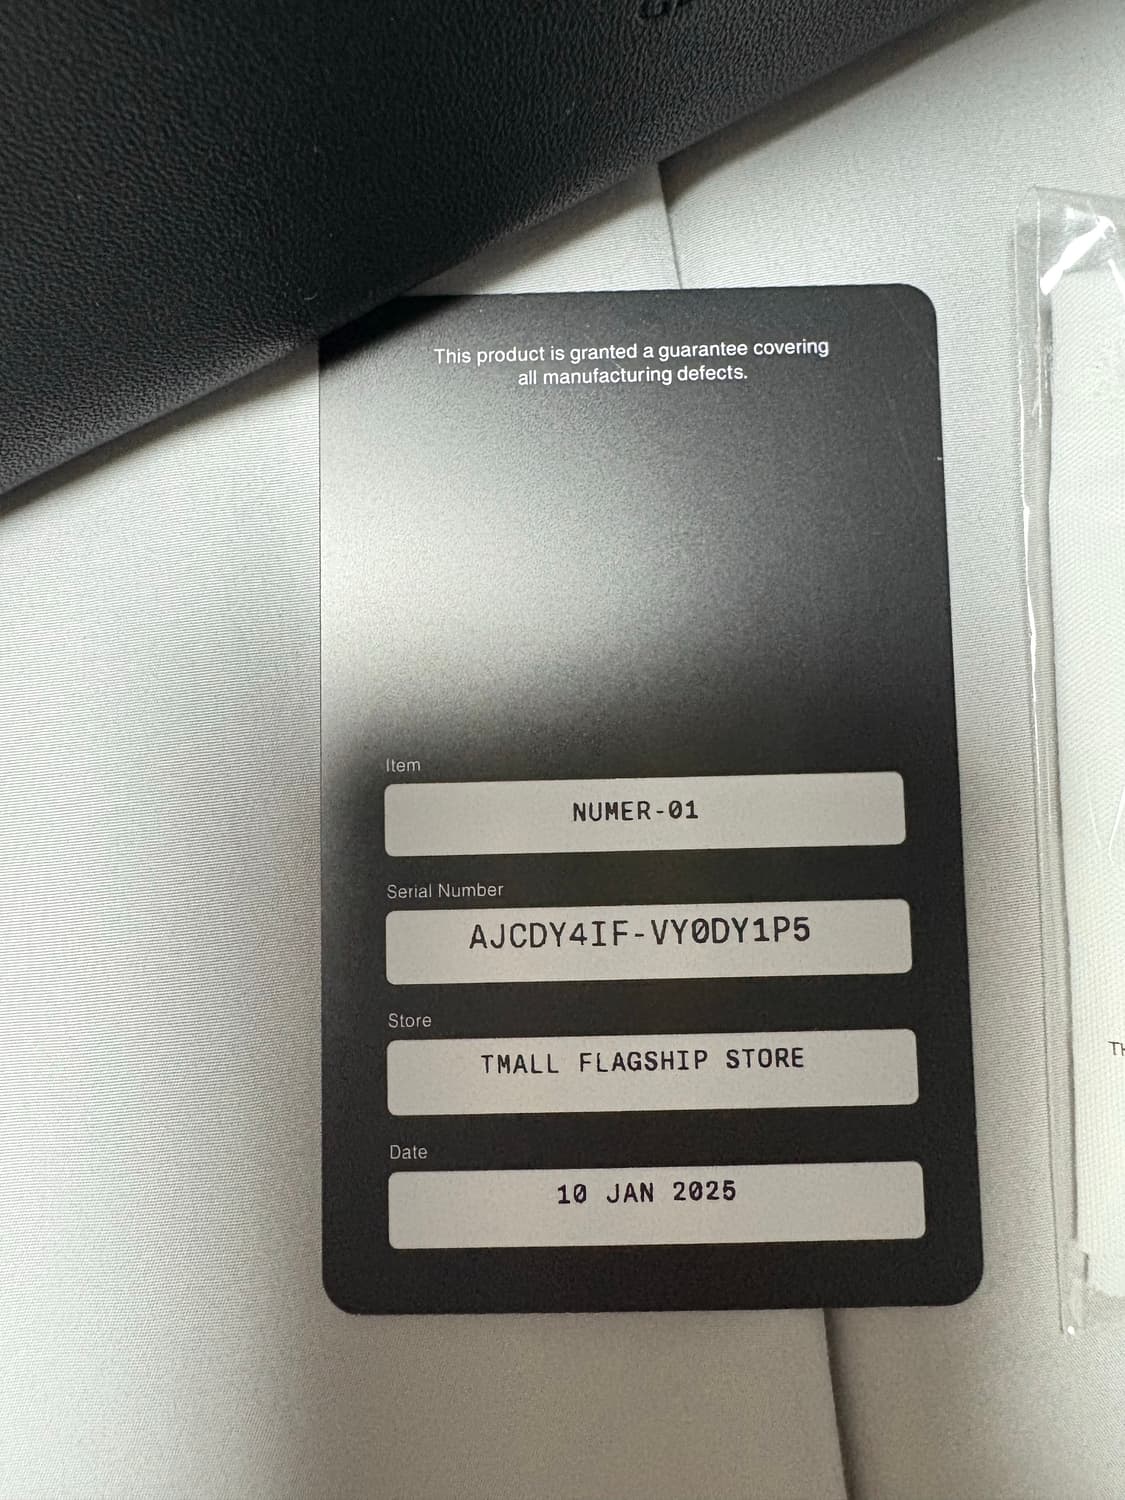 This product is granted a guarantee covering
all manufacturing defects.
Item
NUMER-01
Serial Number
AJCDY4IF-VY0DY1P5
Store
TMALL FLAGSHIP STORE
Date
10 JAN 2025